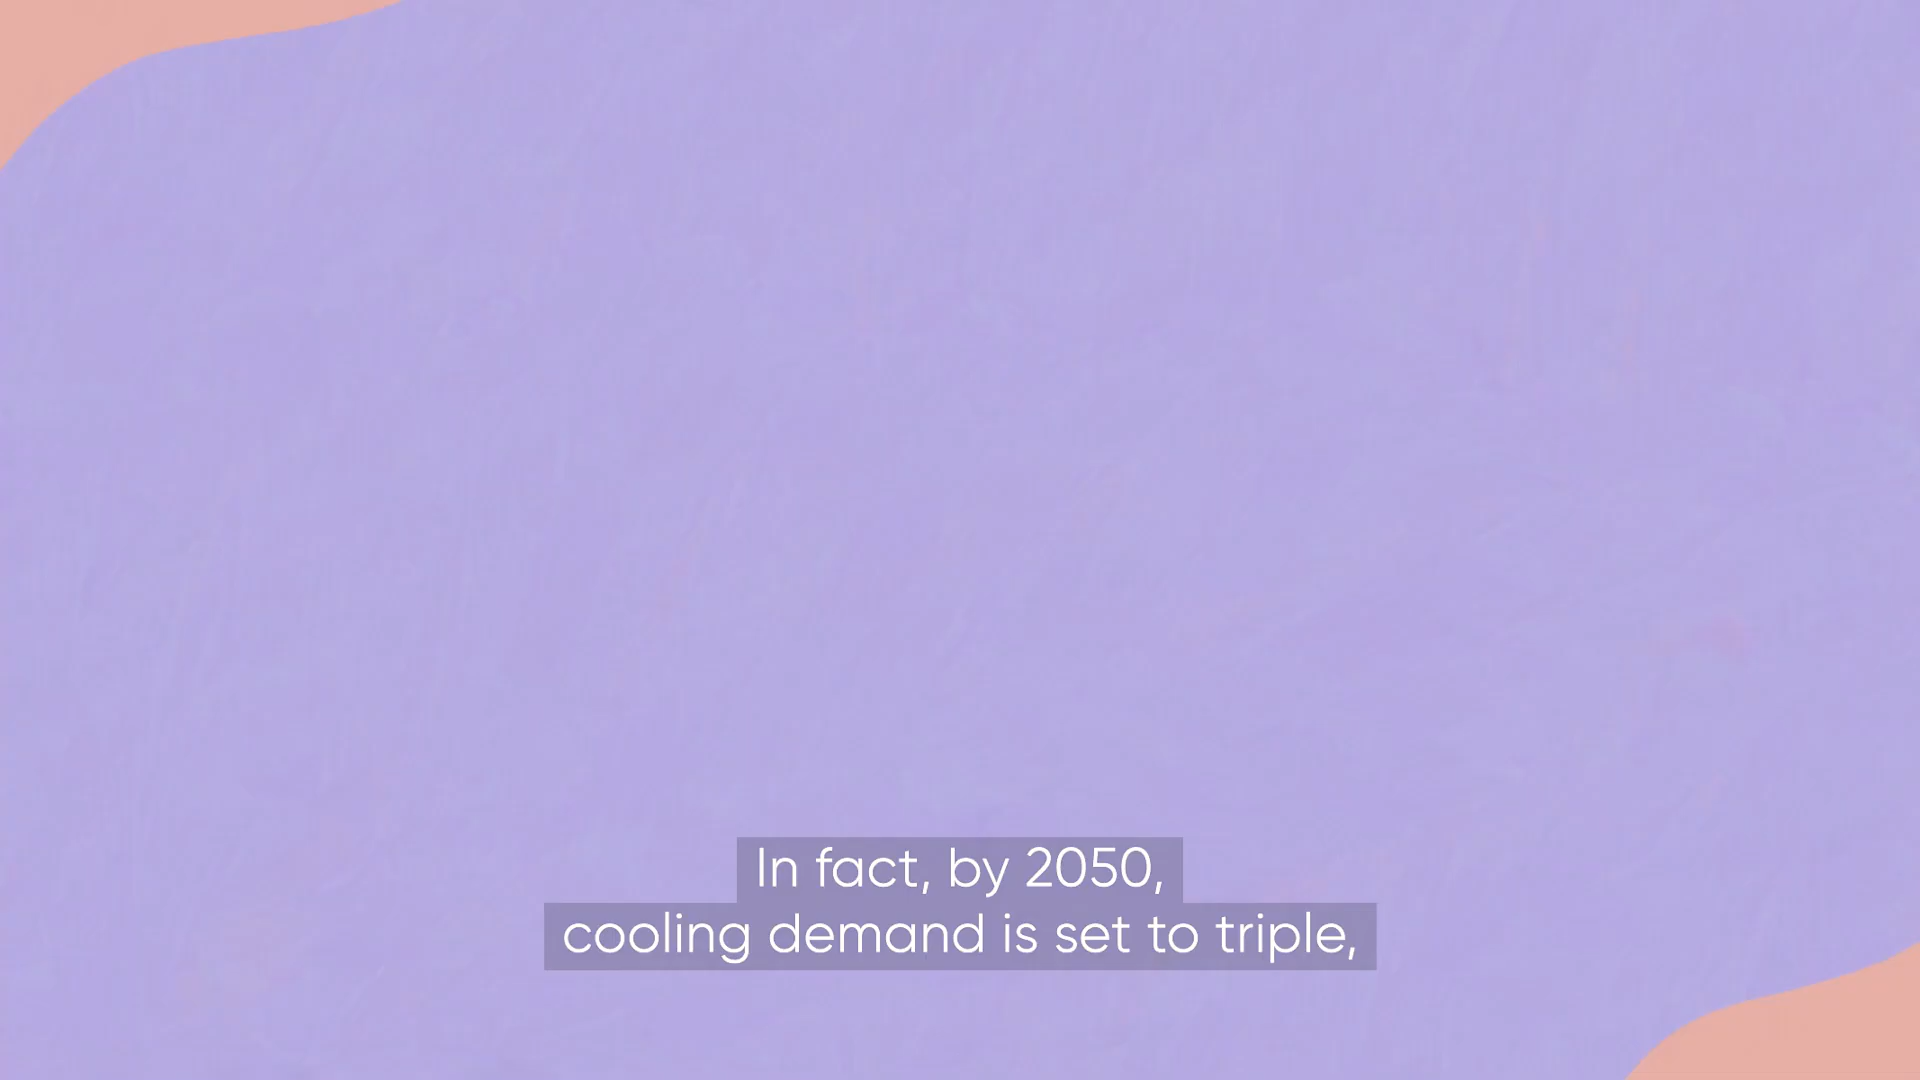 In fact, by 2050,
cooling demand is set to triple,